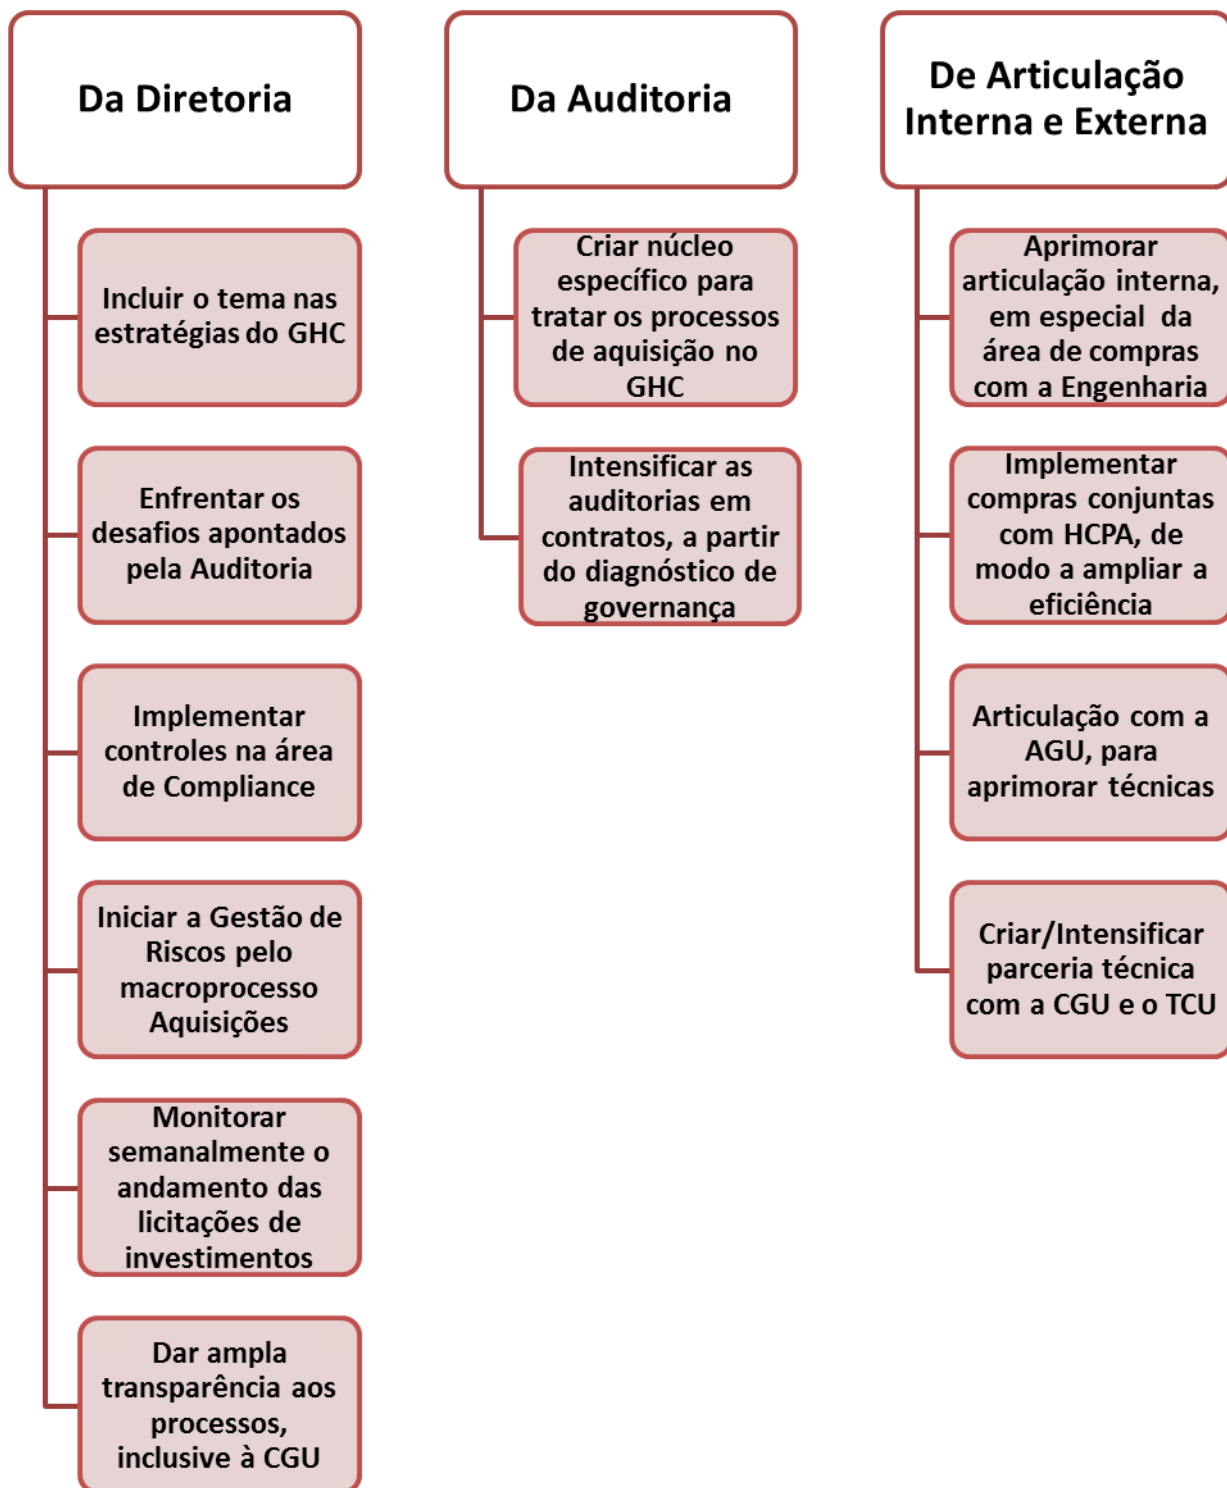 Da Diretoria
Incluir o tema nas
estratégias do GHC
Enfrentar os
desafios apontados
pela Auditoria
Implementar
controles na área
de Compliance
Iniciar a Gestão de
Riscos pelo
macroprocesso
Aquisições
Monitorar
semanalmente o
andamento das
licitações de
investimentos
Dar ampla
transparência aos
processos,
inclusive à CGU
Da Auditoria
Criar núcleo
específico para
tratar os processos
de aquisição no
GHC
Intensificar as
auditorias em
contratos, a partir
do diagnóstico de
governança
De Articulação
Interna e Externa
Aprimorar
articulação interna,
em especial da
área de compras
com a Engenharia
Implementar
compras conjuntas
com HCPA, de
modo a ampliar a
eficiência
Articulação com a
AGU, para
aprimorar técnicas
Criar/Intensificar
parceria técnica
com a CGU e o TCU